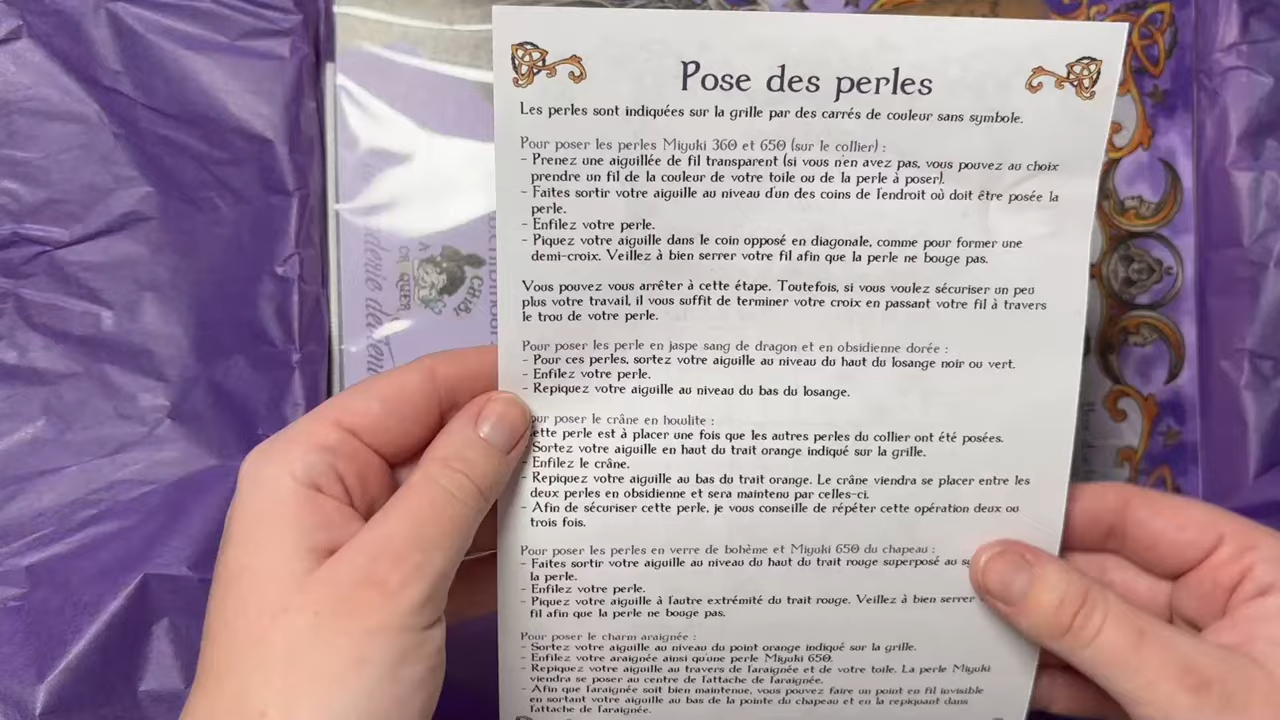 Pose des perles
Les perles sont indiquées sur la grille par des carrés de couleur sans symbole.
Pour poser les perles Miyuki 360 et 650 (sur le collier) :
- Prenez une aiguillée de fil transparent (si vous n'en avez pas, vous pouvez au choix
prendre un fil de la couleur de votre toile ou de la perle à poser).
- Faites sortir votre aiguille au niveau d'un des coins de l'endroit où doit être posée la
perle.
- Enfilez votre perle.
- Piquez votre aiguille dans le coin opposé en diagonale, comme pour former une
demi-croix. Veillez à bien serrer votre fil afin que la perle ne bouge pas.
Vous pouvez vous arrêter à cette étape. Toutefois, si vous voulez sécuriser un peu
plus votre travail, il vous suffit de terminer votre croix en passant votre fil à travers
le trou de votre perle.
Pour poser les perle en jaspe sang de dragon et en obsidienne dorée :
- Pour ces perles, sortez votre aiguille au niveau du haut du losange noir ou vert.
- Enfilez votre perle.
- Repiquez votre aiguille au niveau du bas du losange.
our poser le crâne en howlite :
ette perle est à placer une fois que les autres perles du collier ont été posées.
Sortez votre aiguille en haut du trait orange indiqué sur la grille.
- Enfilez le crâne.
- Repiquez votre aiguille au bas du trait orange. Le crâne viendra se placer entre les
deux perles en obsidienne et sera maintenu par celles-ci.
- Afin de sécuriser cette perle, je vous conseille de répéter cette opération deux ou
trois fois.
Pour poser les perles en verre de bohème et Miyuki 650 du chapeau :
- Faites sortir votre aiguille au niveau du haut du trait rouge superposé au
la perle.
- Enfilez votre perle.
- Piquez votre aiguille à l'autre extrémité du trait rouge. Veillez à bien serrer
fil afin que la perle ne bouge pas.
Pour poser le charm araignée :
- Sortez votre aiguille au niveau du point orange indiqué sur la grille.
- Enfilez votre araignée ainsi qu'une perle Miyuki 650.
- Repiquez votre aiguille au travers de l'araignée et de votre toile. La perle Miyuki
viendra se poser au centre de l'attache de l'araignée.
- Afin que l'araignée soit bien maintenue, vous pouvez faire un point en fil invisible
en sortant votre aiguille au bas de la pointe du chapeau et en la repiquant dans
l'attache de l'araignée.